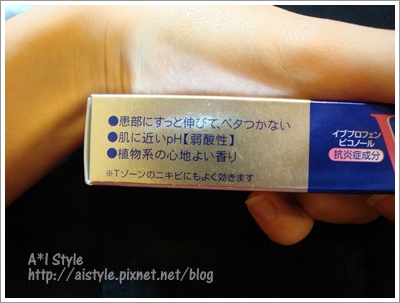 ●患部にすっと伸びて、ベタつかない
●肌に近いpH【弱酸性】
●植物系の心地よい香り
※Tゾーンのニキビにもよく効きます
イブプロフェン
ピコノール
抗炎症成分
A*I Style
http://aistyle.pixnet.net/blog